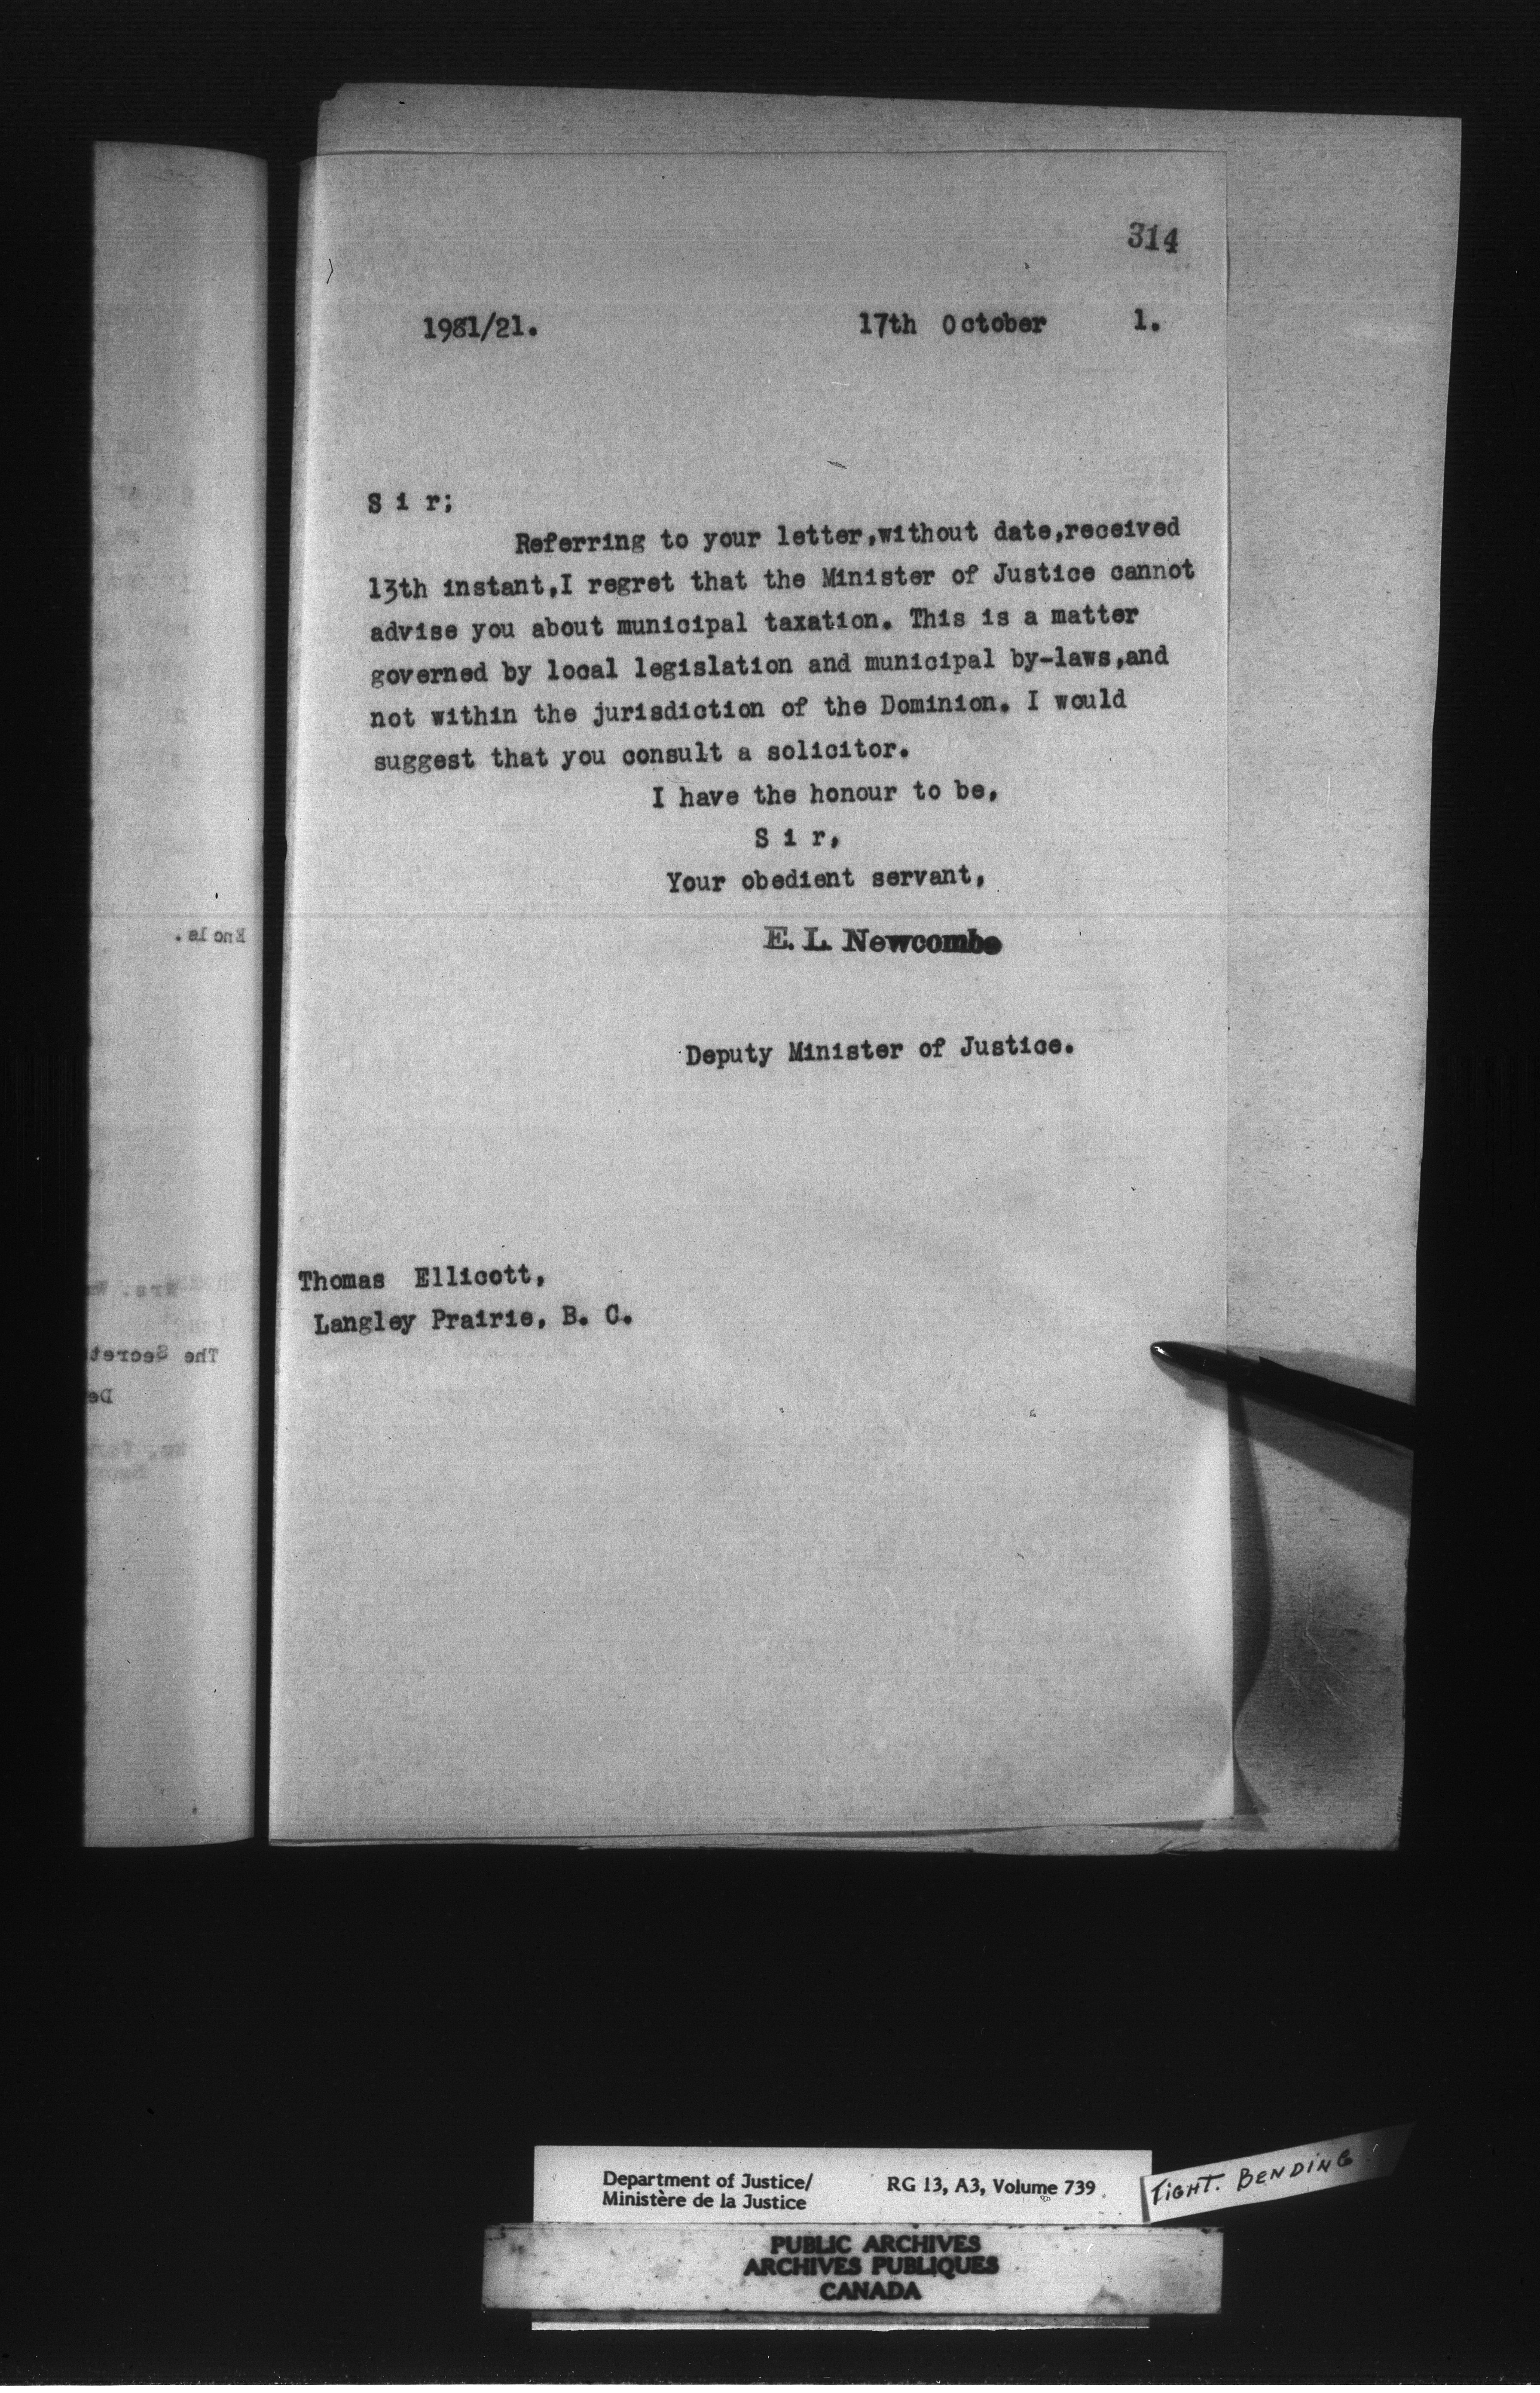 314
1981/21. 17th October 1.
S i r;
Referring to your letter,without date,received
13th instant,I regret that the Minister of Justice cannot
advise you about municipal taxation. This is a matter
governed by local legislation and municipal by-laws,and
not within the jurisdiction of the Dominion. I would
suggest that you consult a solicitor.
I have the honour to be,
S i r,
Your obedient servant,
E. L. Newcombe
Deputy Minister of Justice.
Thomas Ellicott,
Langley Prairie, B. C.
Encls.
The Secret
De
Department of Justice/
Ministère de la Justice
RG 13, A3, Volume 739
TIGHT. BENDING
PUBLIC ARCHIVES
ARCHIVES PUBLIQUES
CANADA